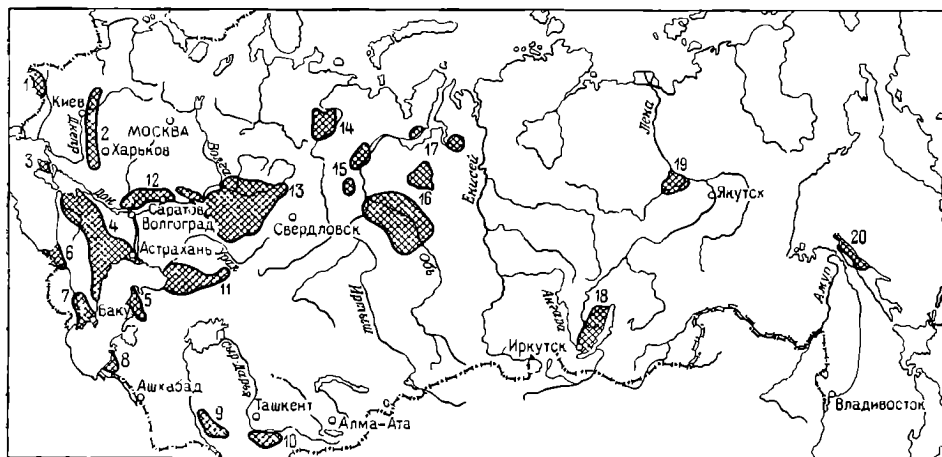 1
Киев
Днепр
2
МОСКВА
Харьков
3
Дон
12
Волга
13
Саратов
Волгоград
4
Астрахань
Урал
11
6
7
Баку
5
8
Ашхабад
Свердловск
14
15
17
16
Обь
Иртыш
Енисей
Сыр-Дарья
9
Ташкент
10
Алма-Ата
Лена
19
Якутск
Ангара
18
Иркутск
20
Амур
Владивосток